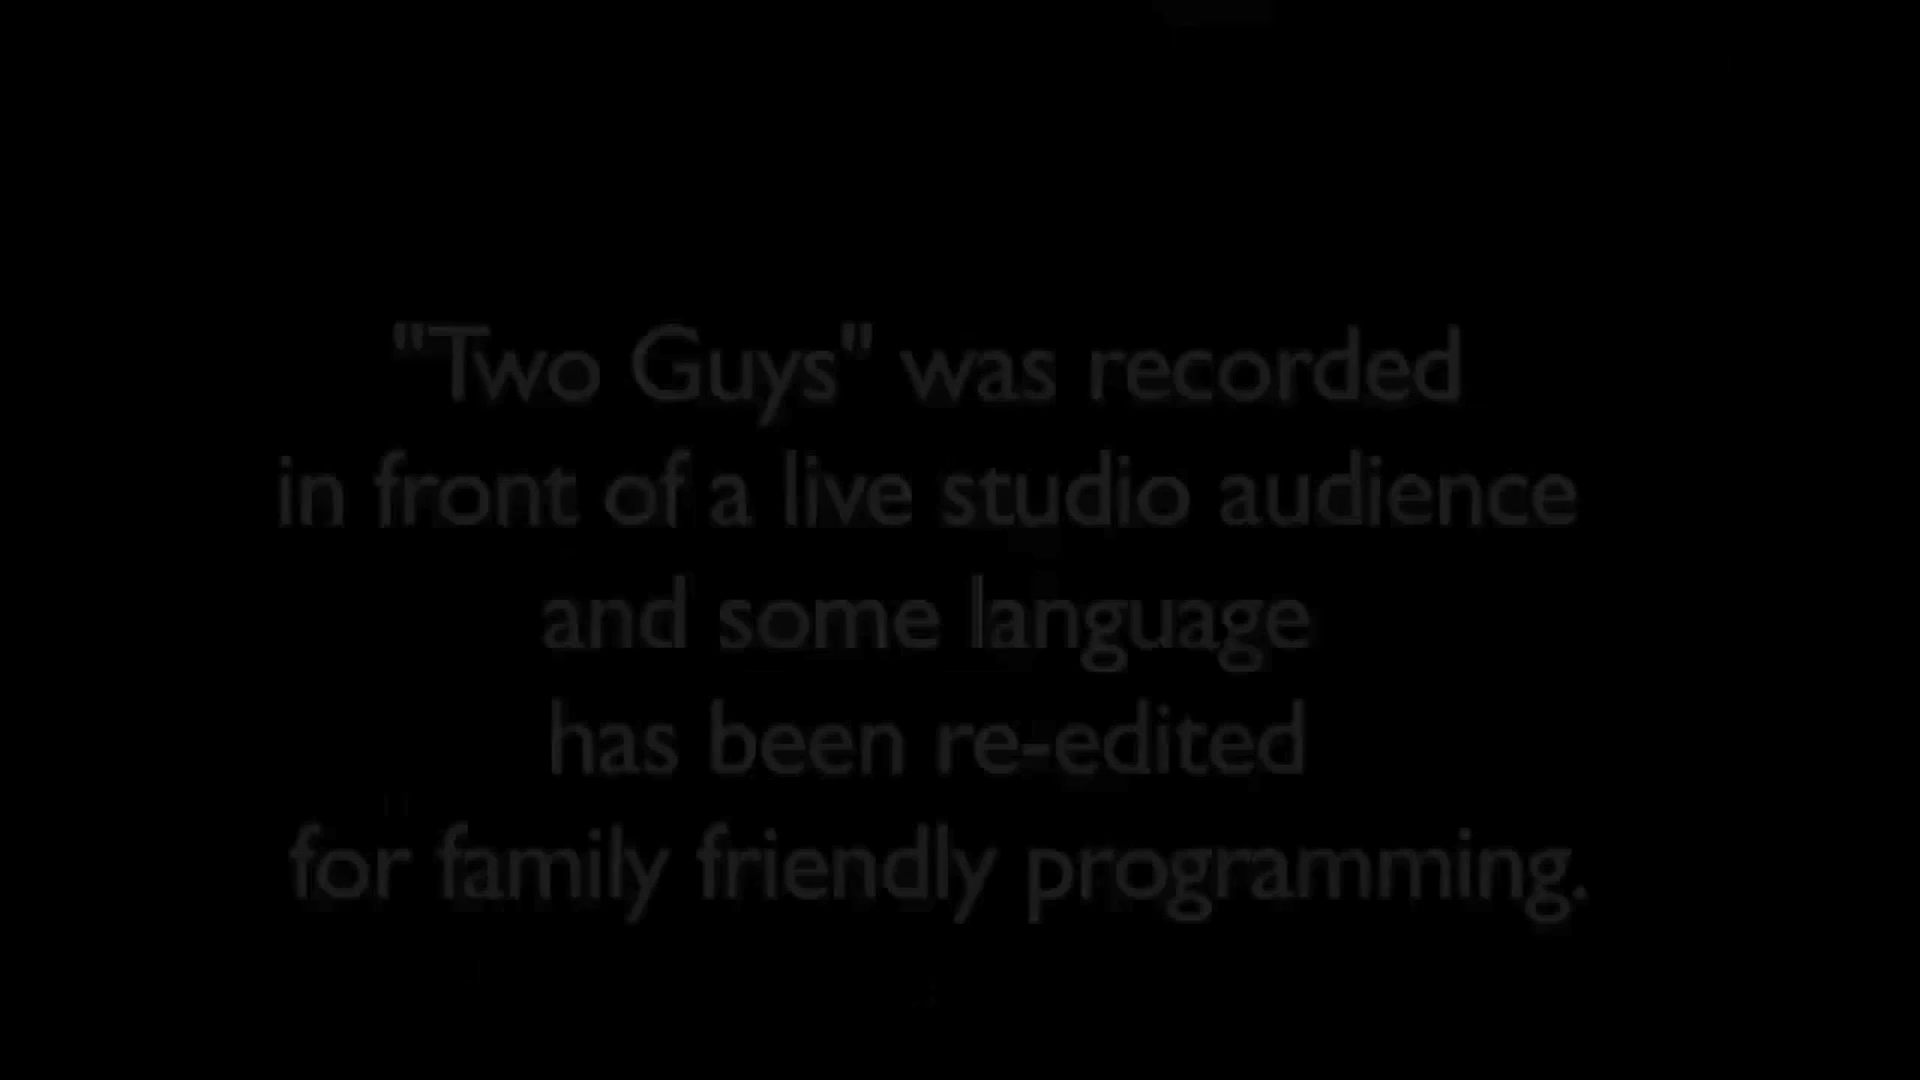 "Two Guys" was recorded
in front of a live studio audience
and some language
has been re-edited
for family friendly programming.